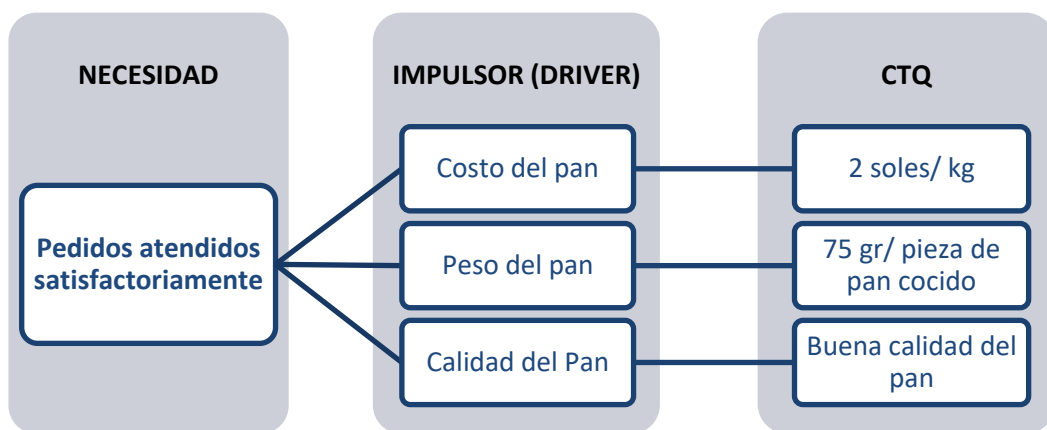 NECESIDAD
IMPULSOR (DRIVER)
CTQ
Pedidos atendidos
satisfactoriamente
Costo del pan
2 soles/ kg
Peso del pan
75 gr/ pieza de
pan cocido
Calidad del Pan
Buena calidad del
pan